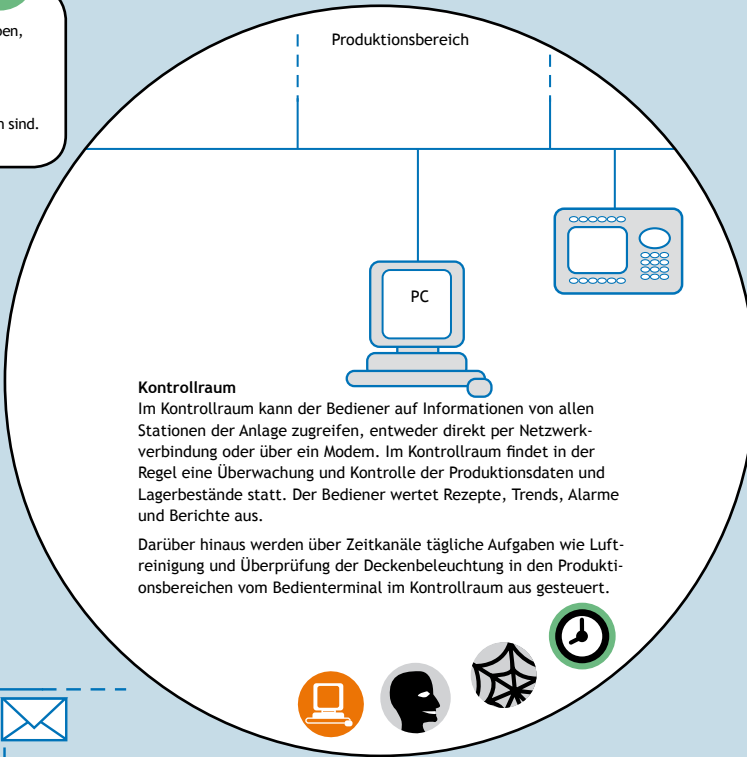 n sind.
Produktionsbereich
PC
Kontrollraum
Im Kontrollraum kann der Bediener auf Informationen von allen
Stationen der Anlage zugreifen, entweder direkt per Netzwerk-
verbindung oder über ein Modem. Im Kontrollraum findet in der
Regel eine Überwachung und Kontrolle der Produktionsdaten und
Lagerbestände statt. Der Bediener wertet Rezepte, Trends, Alarme
und Berichte aus.
Darüber hinaus werden über Zeitkanäle tägliche Aufgaben wie Luft-
reinigung und Überprüfung der Deckenbeleuchtung in den Produkti-
onsbereichen vom Bedienterminal im Kontrollraum aus gesteuert.